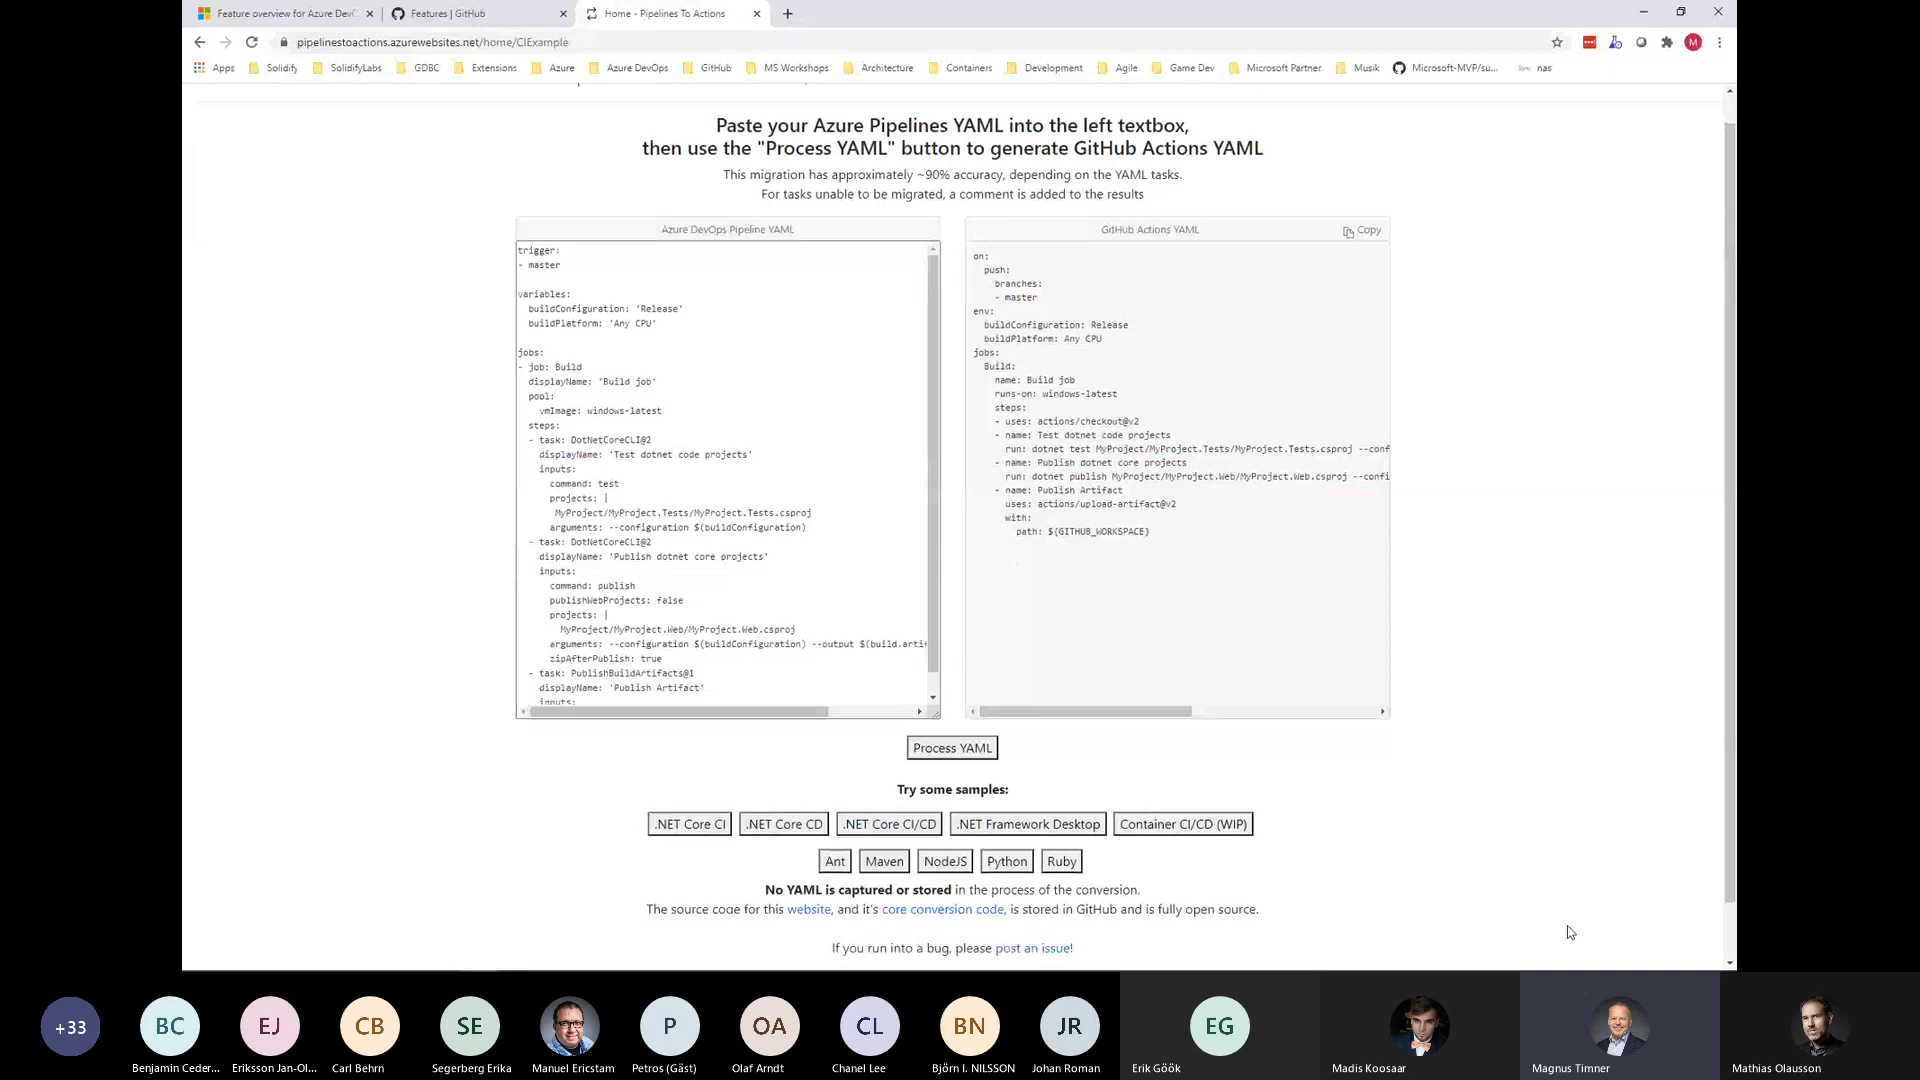 Feature overview for Azure DevO
Features | GitHub
Home - Pipelines To Actions
pipelinestoactions.azurewebsites.net/home/CIExample
M
Apps
Solidify
SolidifyLabs
GDBC
Extensions
Azure
Azure DevOps
GitHub
MS Workshops
Architecture
Containers
Development
Agile
Game Dev
Microsoft Partner
Musik
Microsoft-MVP/su...
nas
Paste your Azure Pipelines YAML into the left textbox,
then use the "Process YAML" button to generate GitHub Actions YAML
This migration has approximately ~90% accuracy, depending on the YAML tasks.
For tasks unable to be migrated, a comment is added to the results
Azure DevOps Pipeline YAML
trigger:
- master
variables:
buildConfiguration: 'Release'
buildPlatform: 'Any CPU'
jobs:
- job: Build
displayName: 'Build job'
pool:
vmImage: windows-latest
steps:
- task: DotNetCoreCLI@2
displayName: 'Test dotnet code projects'
inputs:
command: test
projects: |
MyProject/MyProject.Tests/MyProject.Tests.csproj
arguments: --configuration $(buildConfiguration)
- task: DotNetCoreCLI@2
displayName: 'Publish dotnet core projects'
inputs:
command: publish
publishWebProjects: false
projects: |
MyProject/MyProject.Web/MyProject.Web.csproj
arguments: --configuration $(buildConfiguration) --output $(build.arti
zipAfterPublish: true
- task: PublishBuildArtifacts@1
displayName: 'Publish Artifact'
inputs:
GitHub Actions YAML
Copy
on:
push:
branches:
- master
env:
buildConfiguration: Release
buildPlatform: Any CPU
jobs:
Build:
name: Build job
runs-on: windows-latest
steps:
- uses: actions/checkout@v2
- name: Test dotnet code projects
run: dotnet test MyProject/MyProject.Tests/MyProject.Tests.csproj --conf
- name: Publish dotnet core projects
run: dotnet publish MyProject/MyProject.Web/MyProject.Web.csproj --confi
- name: Publish Artifact
uses: actions/upload-artifact@v2
with:
path: ${GITHUB_WORKSPACE}
Process YAML
Try some samples:
.NET Core CI
.NET Core CD
.NET Core CI/CD
.NET Framework Desktop
Container CI/CD (WIP)
Ant
Maven
NodeJS
Python
Ruby
No YAML is captured or stored in the process of the conversion.
The source code for this website, and it's core conversion code, is stored in GitHub and is fully open source.
If you run into a bug, please post an issue!
+33
BC
EJ
CB
SE
P
OA
CL
BN
JR
EG
Benjamin Ceder...
Eriksson Jan-Ol...
Carl Behrn
Segerberg Erika
Manuel Ericstam
Petros (Gäst)
Olaf Arndt
Chanel Lee
Björn I. NILSSON
Johan Roman
Erik Göök
Madis Koosaar
Magnus Timner
Mathias Olausson